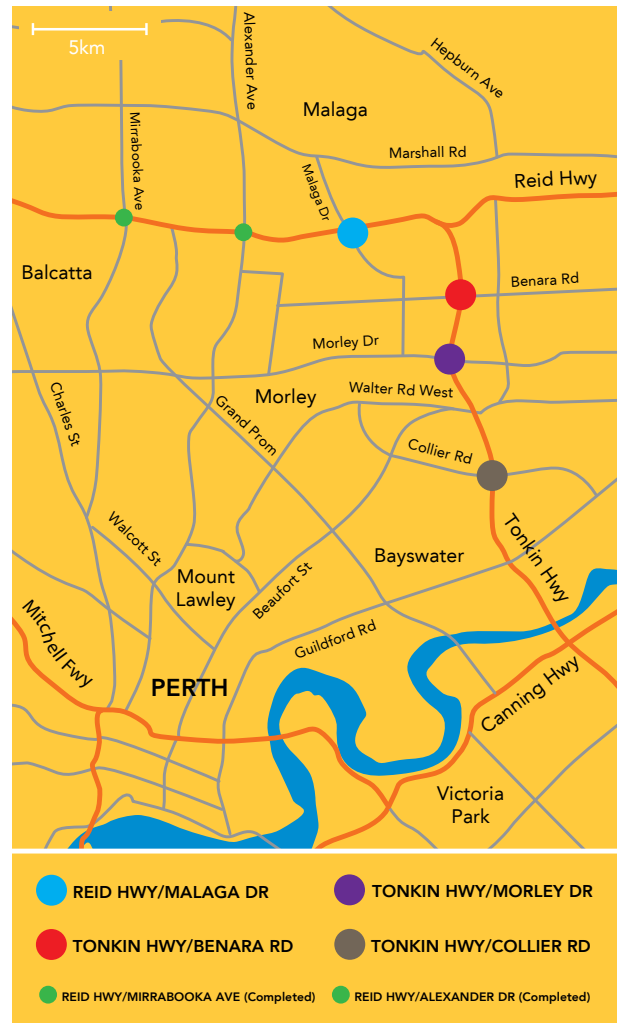 5km
Alexander Ave
Hepburn Ave
Malaga
Mirrabooka Ave
Marshall Rd
Malaga Dr
Reid Hwy
Balcatta
Benara Rd
Morley Dr
Charles St
Morley
Walter Rd West
Grand Prom
Collier Rd
Walcott St
Tonkin Hwy
Bayswater
Mount
Lawley
Beaufort St
Mitchell Fwy
Guildford Rd
PERTH
Canning Hwy
Victoria
Park
REID HWY/MALAGA DR
TONKIN HWY/MORLEY DR
TONKIN HWY/BENARA RD
TONKIN HWY/COLLIER RD
REID HWY/MIRRABOOKA AVE (Completed)
REID HWY/ALEXANDER DR (Completed)